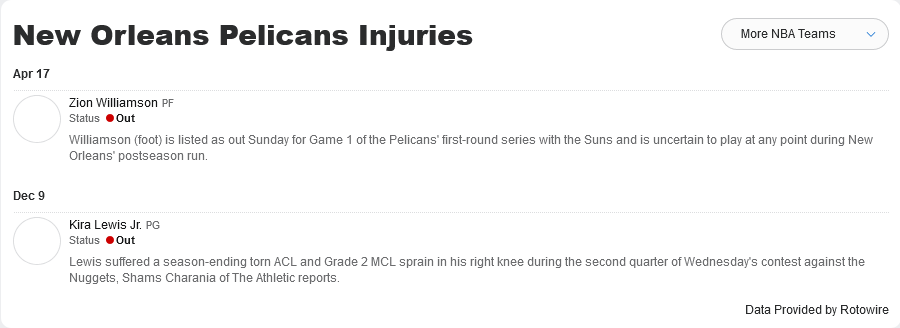 New Orleans Pelicans Injuries
More NBA Teams
Apr 17
Zion Williamson PF
Status Out
Williamson (foot) is listed as out Sunday for Game 1 of the Pelicans' first-round series with the Suns and is uncertain to play at any point during New
Orleans' postseason run.
Dec 9
Kira Lewis Jr. PG
Status Out
Lewis suffered a season-ending torn ACL and Grade 2 MCL sprain in his right knee during the second quarter of Wednesday's contest against the
Nuggets, Shams Charania of The Athletic reports.
Data Provided by Rotowire